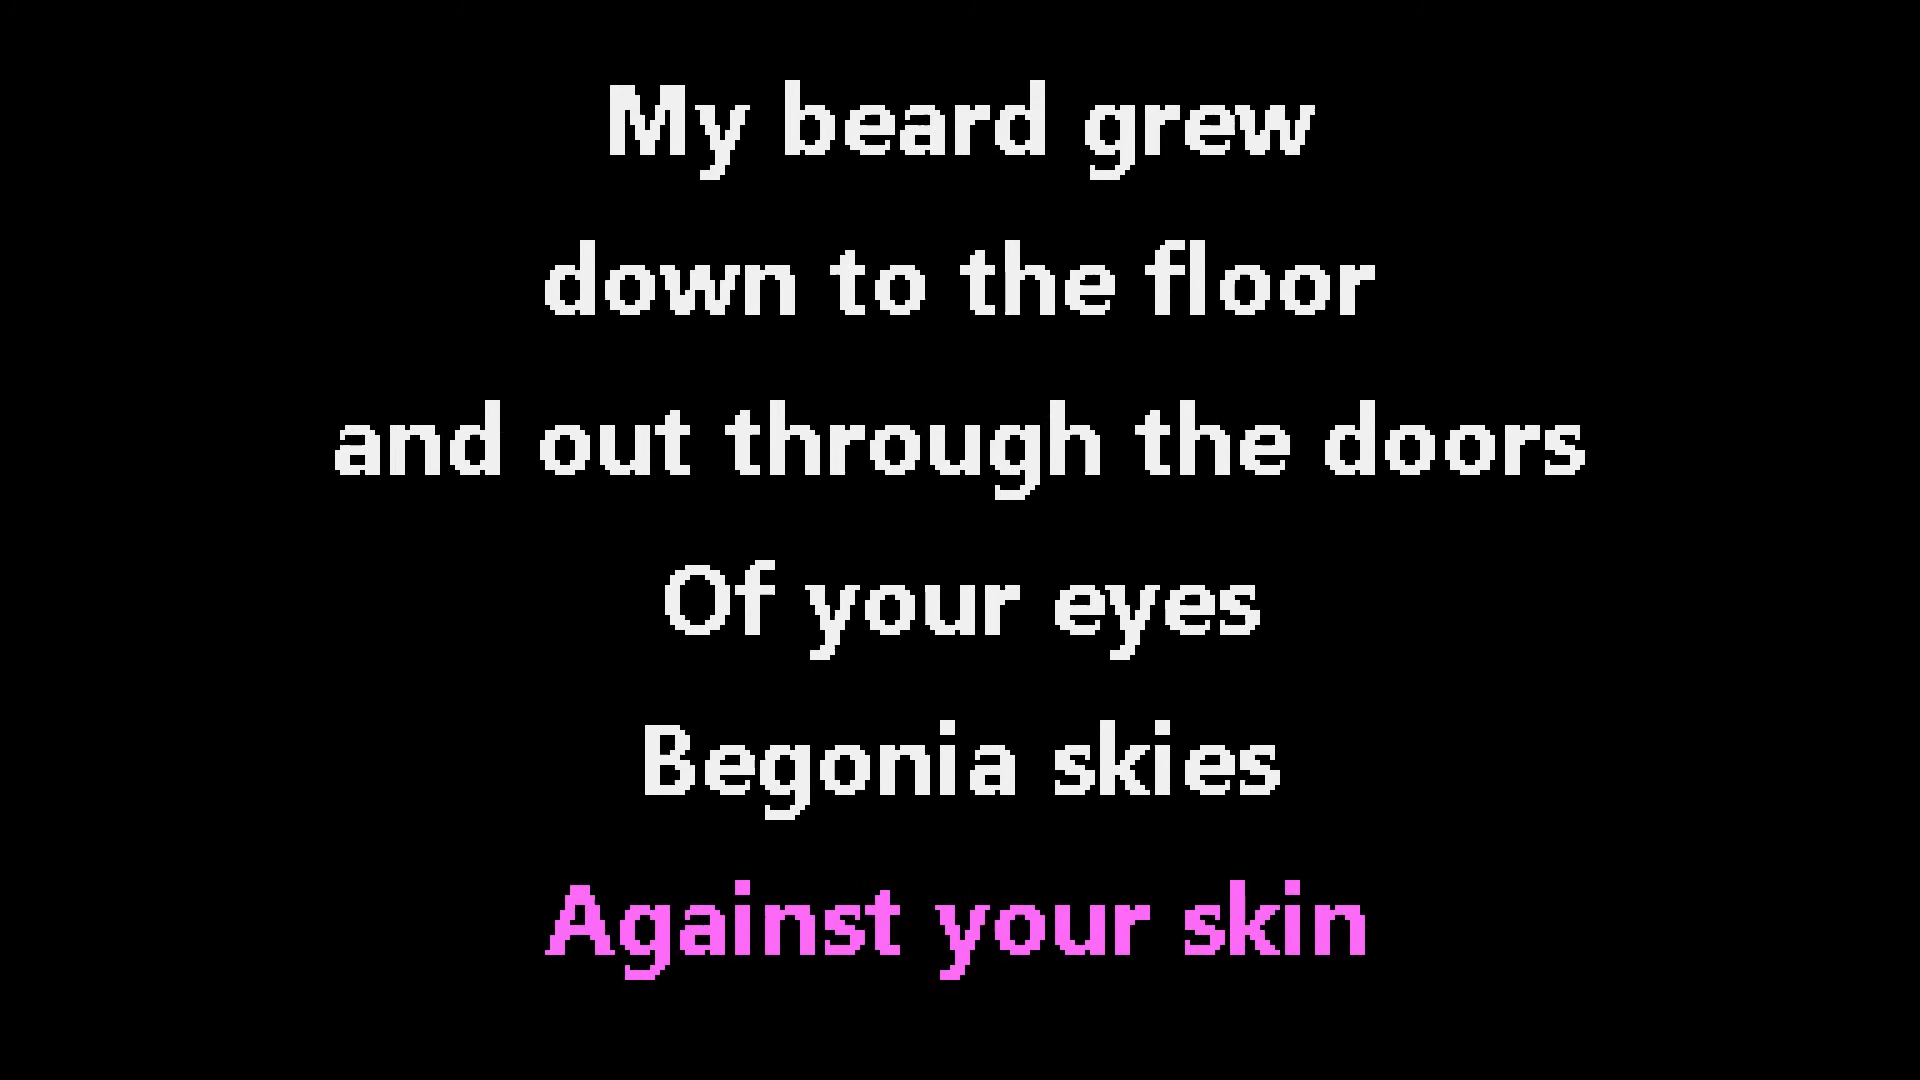 My beard grew
down to the floor
and out through the doors
Of your eyes
Begonia skies
Against your skin